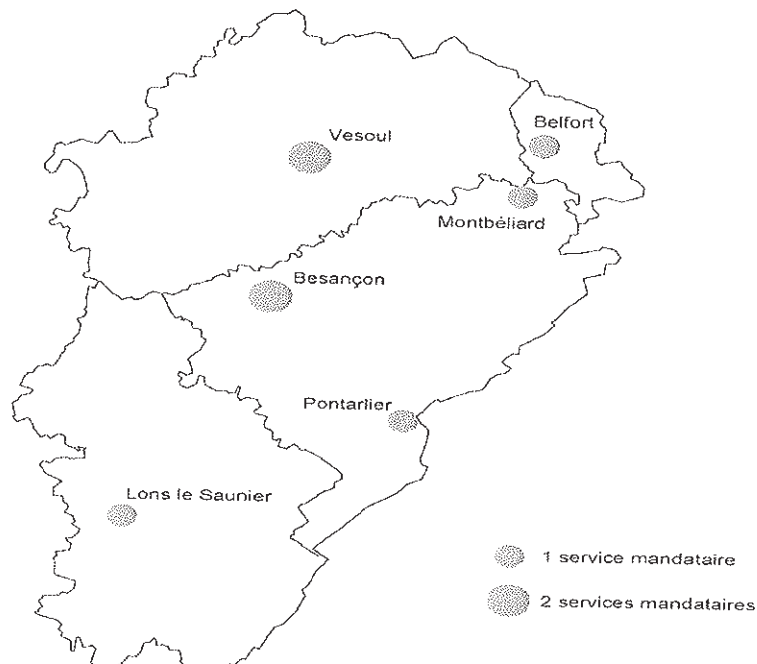 Vesoul
Belfort
Montbéliard
Besançon
Pontarlier
Lons le Saunier
1 service mandataire
2 services mandataires